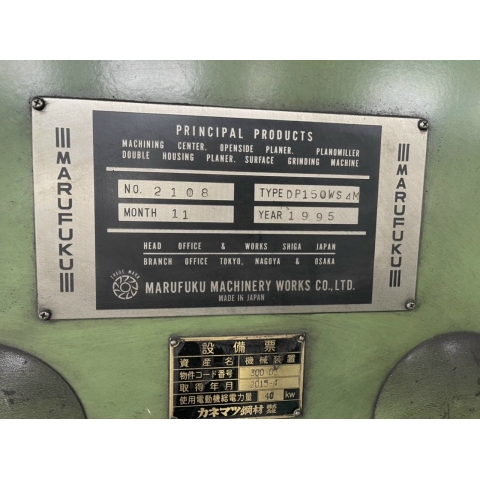 PRINCIPAL PRODUCTS
MACHINING CENTER. OPENSIDE PLANER. PLANOMILLER
DOUBLE HOUSING PLANER. SURFACE GRINDING MACHINE
MARUFUKU
NO. 2108 TYPE DP150WS4M
MONTH 11 YEAR 1995
MARUFUKU
HEAD OFFICE & WORKS SHIGA JAPAN
BRANCH OFFICE TOKYO, NAGOYA & OSAKA
TRADE MARK
MARUFUKU MACHINERY WORKS CO., LTD.
MADE IN JAPAN
設備票
資産名 機械装置
物件コード番号
取得年月 2015-4
使用電動機総電力量 40 KW
カネマツ鋼材